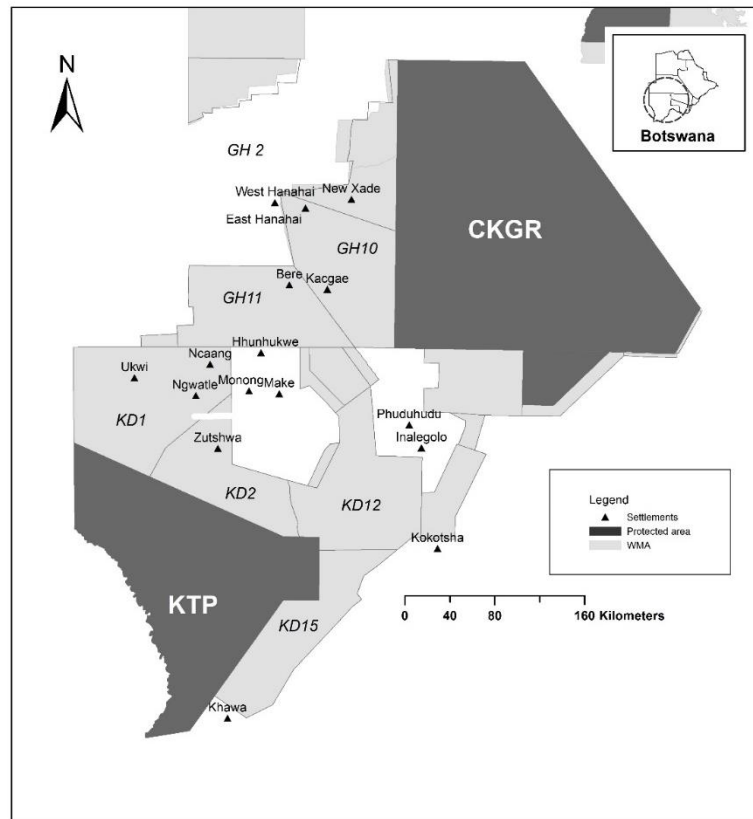 N
Botswana
GH 2
West Hanahai
New Xade
East Hanahai
CKGR
GH10
Bere
Kacgae
GH11
Hhunhukwe
Ncaang
Ukwi
Ngwatle
Monong
Make
KD1
Phuduhudu
Zutshwa
Inalegolo
KD2
KD12
Legend
Settlements
Protected area
WMA
Kokotsha
KTP
KD15
0 40 80 160 Kilometers
Khawa